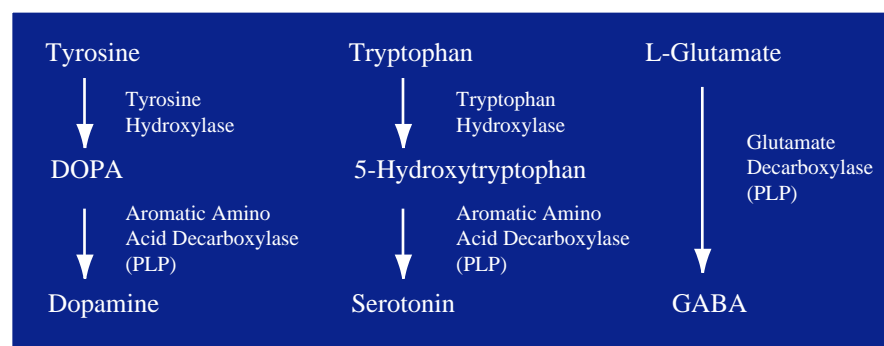 Tyrosine
Tyrosine
Hydroxylase
DOPA
Aromatic Amino
Acid Decarboxylase
(PLP)
Dopamine
Tryptophan
Tryptophan
Hydroxylase
5-Hydroxytryptophan
Aromatic Amino
Acid Decarboxylase
(PLP)
Serotonin
L-Glutamate
Glutamate
Decarboxylase
(PLP)
GABA